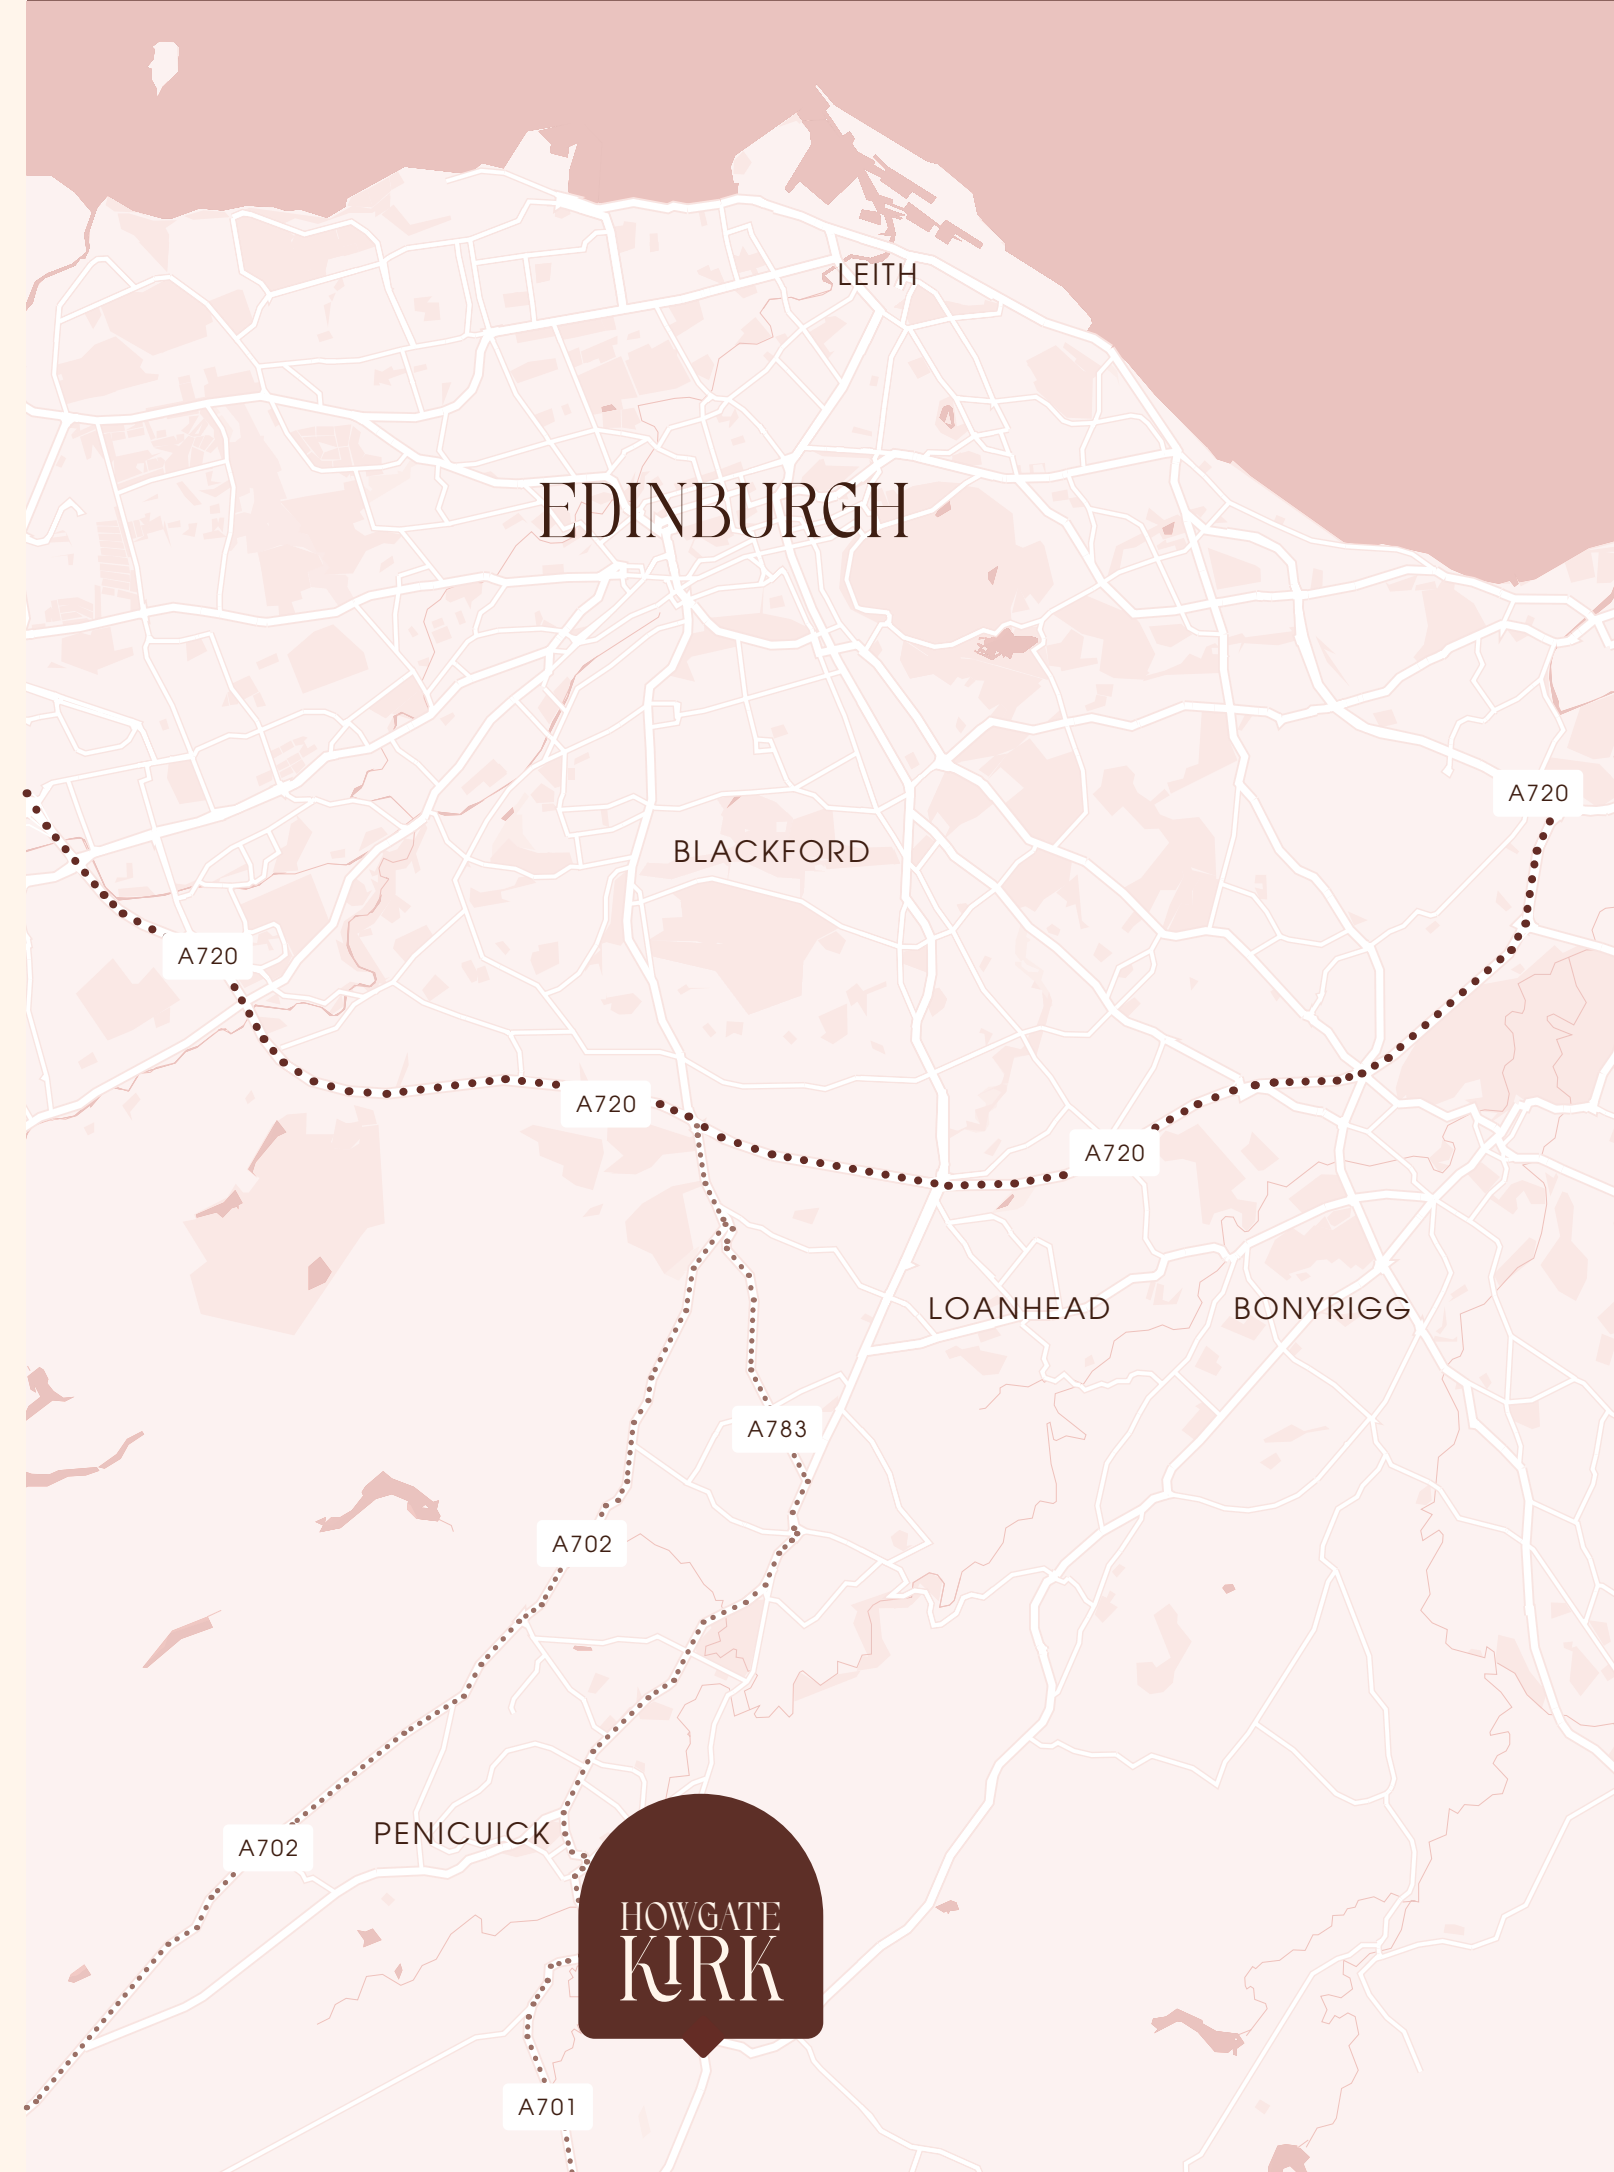 LEITH
EDINBURGH
A720
BLACKFORD
A720
A720
A720
LOANHEAD
BONYRIGG
A783
A702
PENICUICK
A702
HOWGATE
KIRK
A701